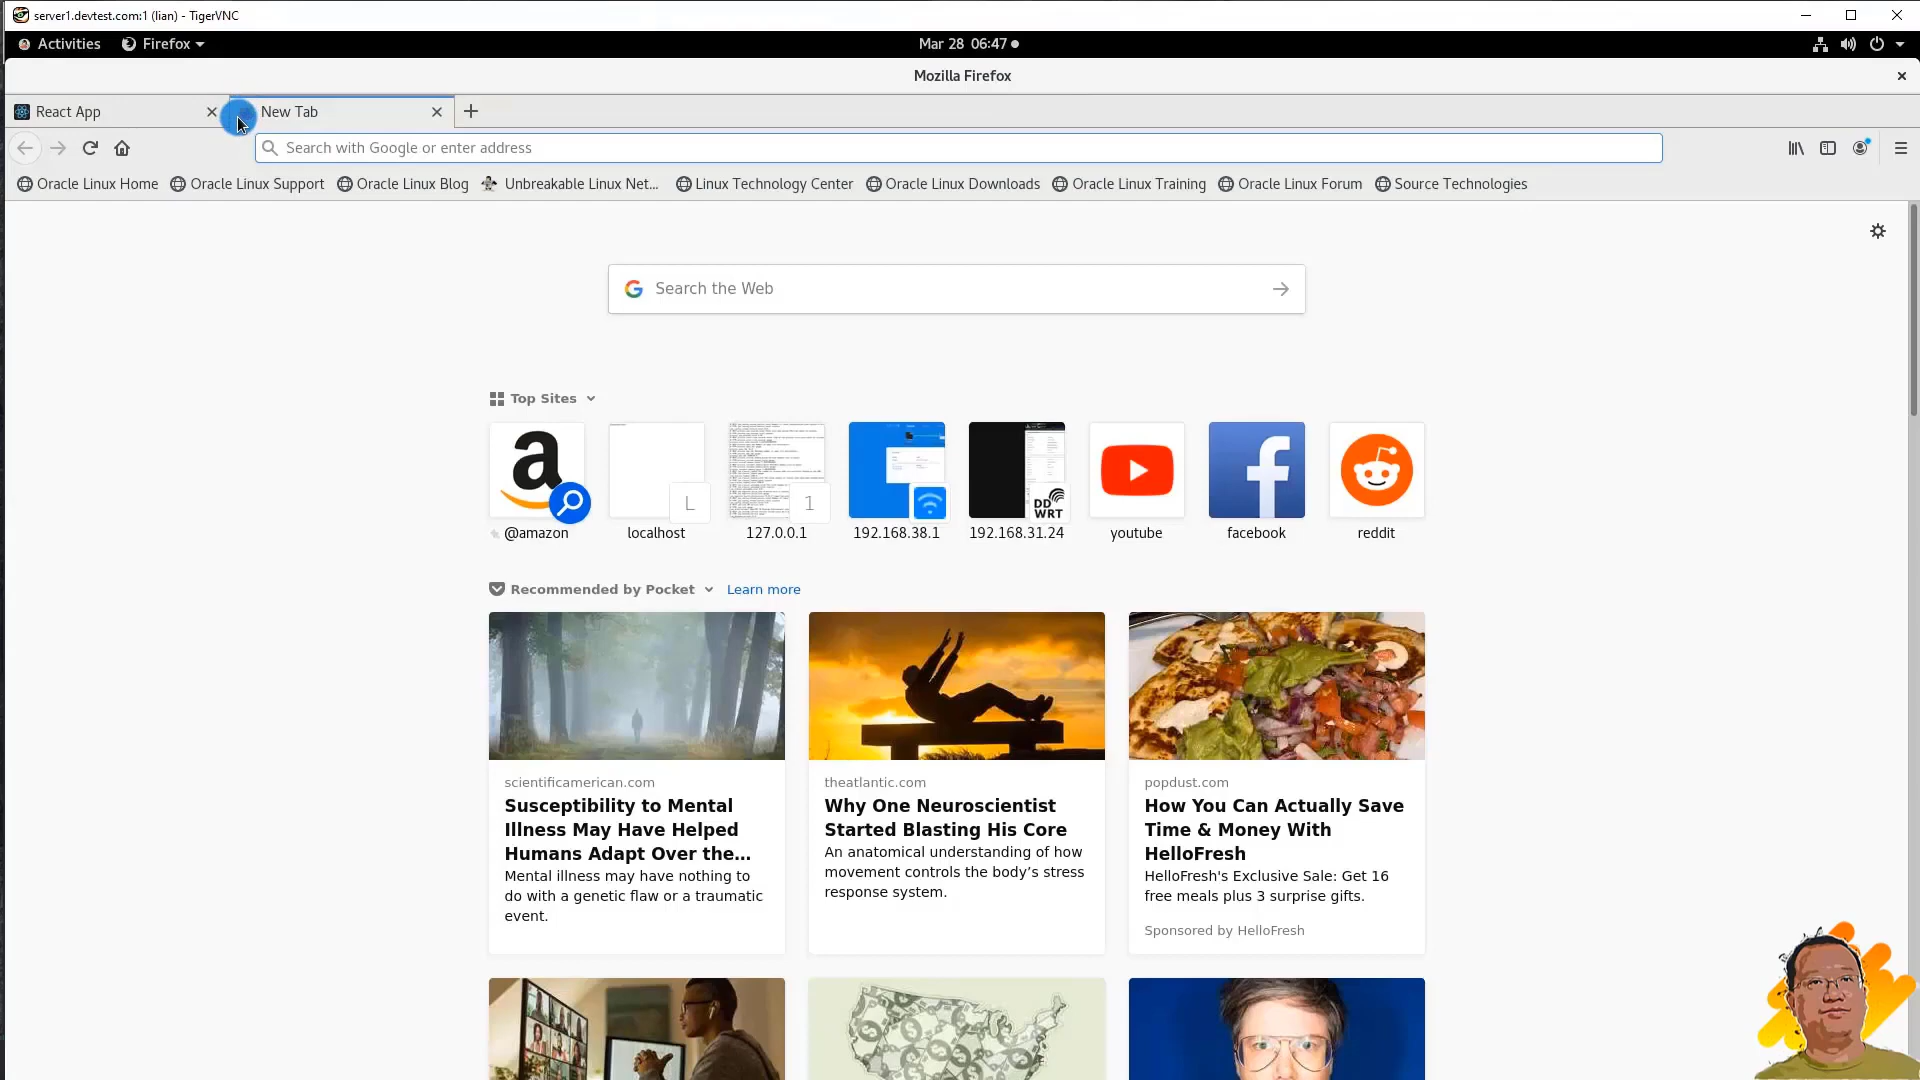 server1.devtest.com:1 (lian) - TigerVNC
Activities Firefox Mar 28 06:47
Mozilla Firefox
React App New Tab
Search with Google or enter address
Oracle Linux Home Oracle Linux Support Oracle Linux Blog Unbreakable Linux Net... Linux Technology Center Oracle Linux Downloads Oracle Linux Training Oracle Linux Forum Source Technologies
Search the Web
Top Sites
L 1 DD
WRT
@amazon localhost 127.0.0.1 192.168.38.1 192.168.31.24 youtube facebook reddit
Recommended by Pocket Learn more
scientificamerican.com
Susceptibility to Mental
Illness May Have Helped
Humans Adapt Over the...
Mental illness may have nothing to
do with a genetic flaw or a traumatic
event.
theatlantic.com
Why One Neuroscientist
Started Blasting His Core
An anatomical understanding of how
movement controls the body’s stress
response system.
popdust.com
How You Can Actually Save
Time & Money With
HelloFresh
HelloFresh's Exclusive Sale: Get 16
free meals plus 3 surprise gifts.
Sponsored by HelloFresh